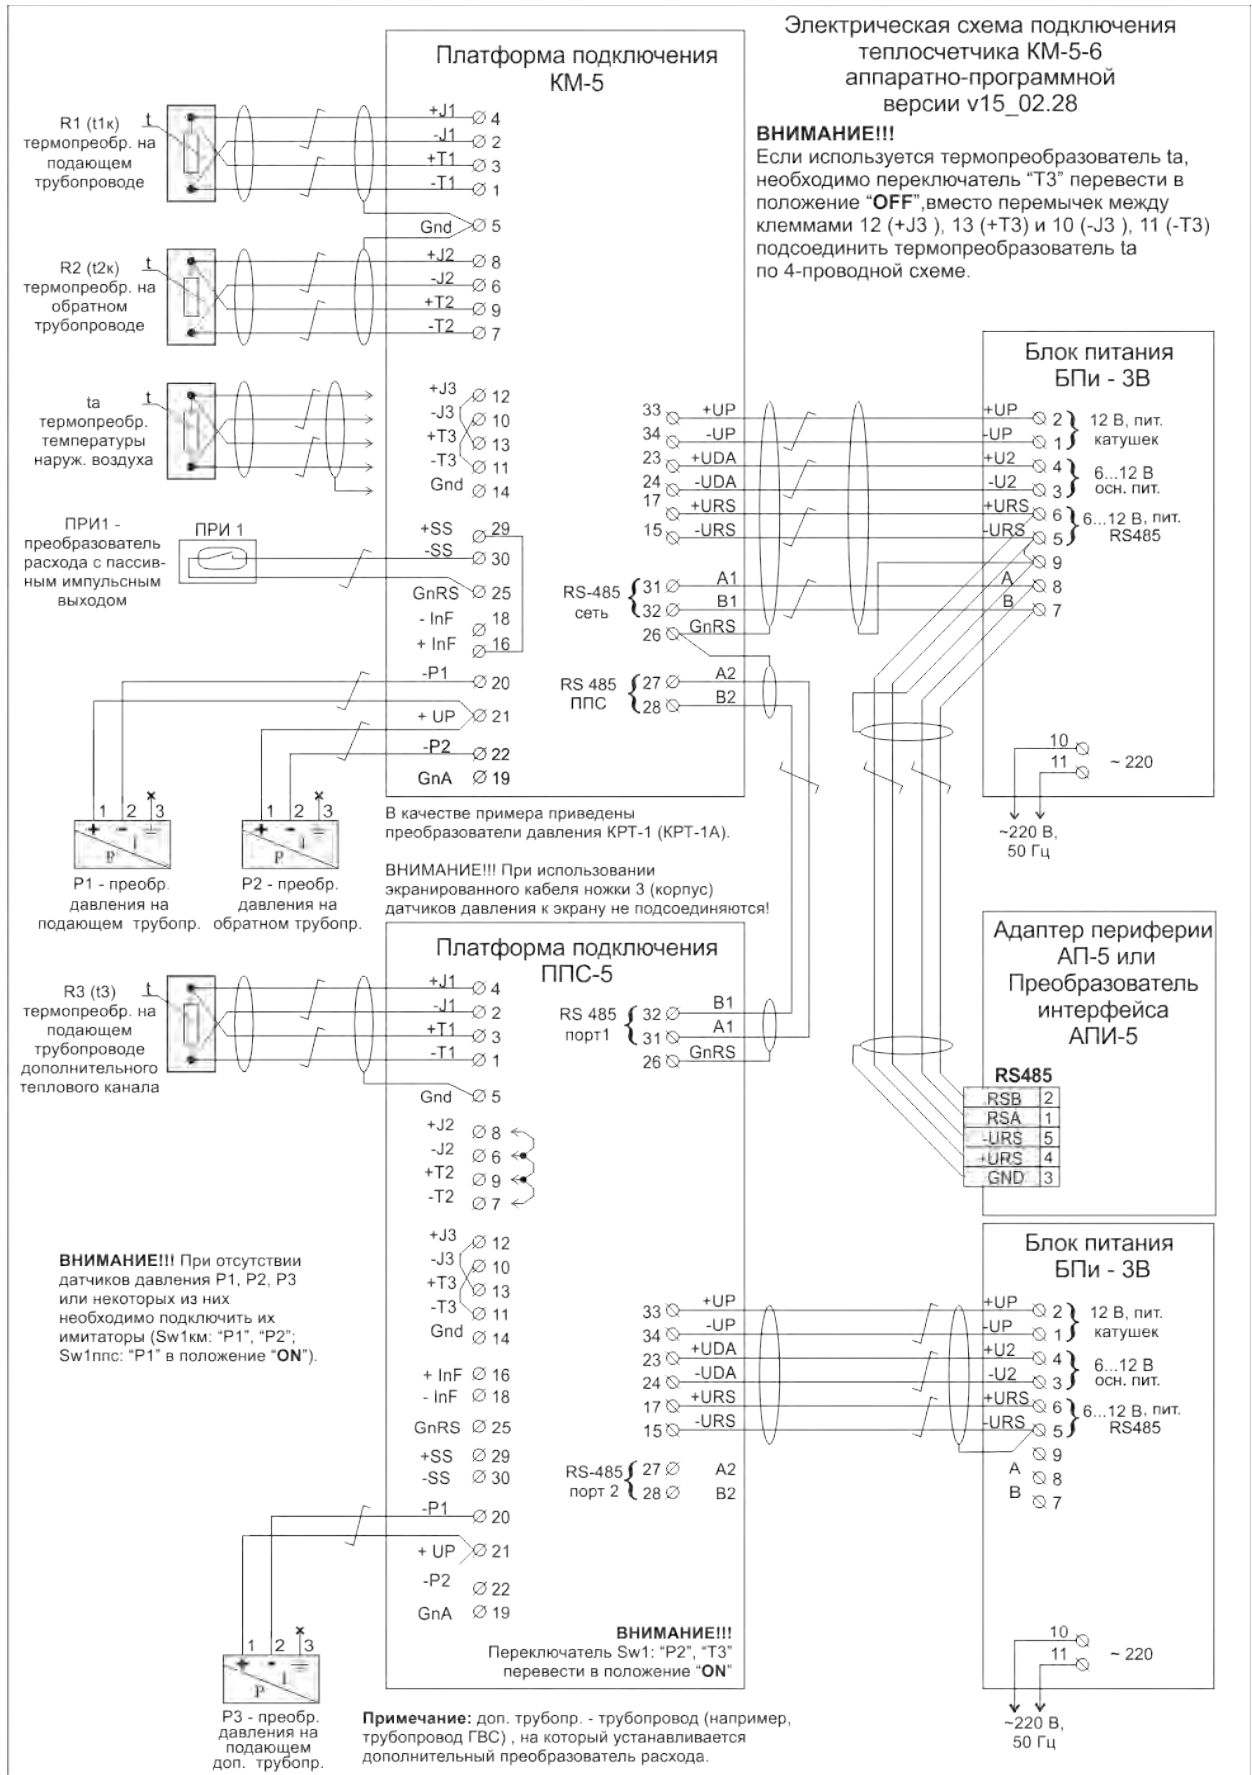 Электрическая схема подключения
теплосчетчика КМ-5-6
аппаратно-программной
версии v15_02.28
ВНИМАНИЕ!!!
Если используется термопреобразователь ta,
необходимо переключатель “Т3” перевести в
положение “OFF”,вместо перемычек между
клеммами 12 (+J3 ), 13 (+T3) и 10 (-J3 ), 11 (-T3)
подсоединить термопреобразователь ta
по 4-проводной схеме.
Платформа подключения
КМ-5
R1 (t1к)
термопреобр. на
подающем
трубопроводе
t
+J1 4
-J1 2
+T1 3
-T1 1
Gnd 5
R2 (t2к)
термопреобр. на
обратном
трубопроводе
t
+J2 8
-J2 6
+T2 9
-T2 7
ta
термопреобр.
температуры
наруж. воздуха
t
+J3 12
-J3 10
+T3 13
-T3 11
Gnd 14
ПРИ1 -
преобразователь
расхода с пассив-
ным импульсным
выходом
ПРИ 1
+SS 29
-SS 30
GnRS 25
- InF 18
+ InF 16
-P1 20
+ UP 21
-P2 22
GnA 19
33 +UP
34 -UP
23 +UDA
24 -UDA
17 +URS
15 -URS
RS-485
сеть
31 A1
32 B1
26 GnRS
RS 485
ППС
27 A2
28 B2
Блок питания
БПи - 3В
+UP 2
-UP 1
12 В, пит.
катушек
+U2 4
-U2 3
6...12 В
осн. пит.
+URS 6
-URS 5
6...12 В, пит.
RS485
9
A 8
B 7
10
11
~ 220
~220 В,
50 Гц
1 2 3
+ -
P
P1 - преобр.
давления на
подающем трубопр.
1 2 3
+ -
P
P2 - преобр.
давления на
обратном трубопр.
В качестве примера приведены
преобразователи давления КРТ-1 (КРТ-1А).
ВНИМАНИЕ!!! При использовании
экранированного кабеля ножки 3 (корпус)
датчиков давления к экрану не подсоединяются!
Платформа подключения
ППС-5
R3 (t3)
термопреобр. на
подающем
трубопроводе
дополнительного
теплового канала
t
+J1 4
-J1 2
+T1 3
-T1 1
Gnd 5
+J2 8
-J2 6
+T2 9
-T2 7
+J3 12
-J3 10
+T3 13
-T3 11
Gnd 14
+ InF 16
- InF 18
GnRS 25
+SS 29
-SS 30
-P1 20
+ UP 21
-P2 22
GnA 19
RS 485
порт1
32 B1
31 A1
26 GnRS
33 +UP
34 -UP
23 +UDA
24 -UDA
17 +URS
15 -URS
RS-485
порт 2
27 A2
28 B2
ВНИМАНИЕ!!!
Переключатель Sw1: “P2”, “T3”
перевести в положение “ON”
Адаптер периферии
АП-5 или
Преобразователь
интерфейса
АПИ-5
RS485
RSB 2
RSA 1
-URS 5
+URS 4
GND 3
Блок питания
БПи - 3В
+UP 2
-UP 1
12 В, пит.
катушек
+U2 4
-U2 3
6...12 В
осн. пит.
+URS 6
-URS 5
6...12 В, пит.
RS485
9
A 8
B 7
10
11
~ 220
~220 В,
50 Гц
ВНИМАНИЕ!!! При отсутствии
датчиков давления P1, P2, P3
или некоторых из них
необходимо подключить их
имитаторы (Sw1км: “P1”, “P2”;
Sw1ппс: “P1” в положение “ON”).
1 2 3
+ -
P
P3 - преобр.
давления на
подающем
доп. трубопр.
Примечание: доп. трубопр. - трубопровод (например,
трубопровод ГВС) , на который устанавливается
дополнительный преобразователь расхода.